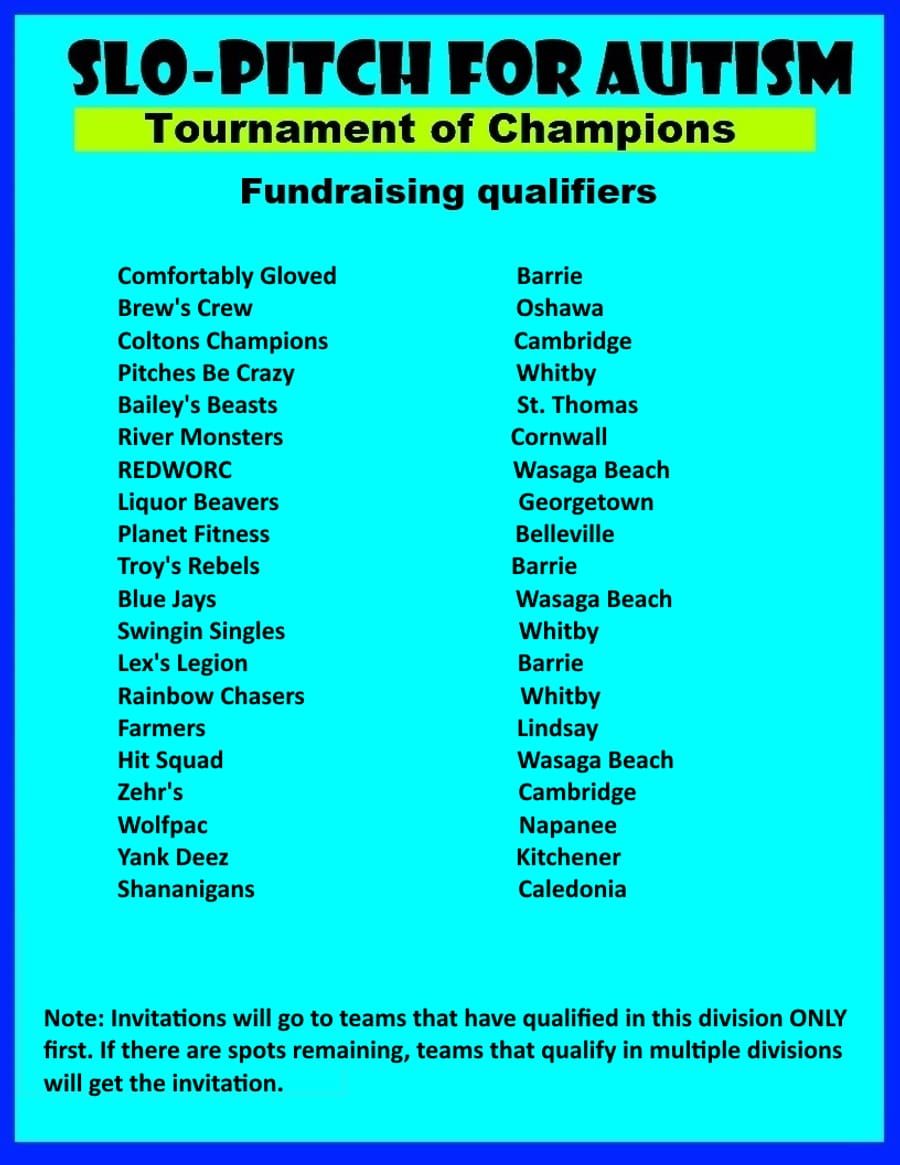 SLO-PITCH FOR AUTISM
Tournament of Champions
Fundraising qualifiers
Comfortably Gloved Barrie
Brew's Crew Oshawa
Coltons Champions Cambridge
Pitches Be Crazy Whitby
Bailey's Beasts St. Thomas
River Monsters Cornwall
REDWORC Wasaga Beach
Liquor Beavers Georgetown
Planet Fitness Belleville
Troy's Rebels Barrie
Blue Jays Wasaga Beach
Swingin Singles Whitby
Lex's Legion Barrie
Rainbow Chasers Whitby
Farmers Lindsay
Hit Squad Wasaga Beach
Zehr's Cambridge
Wolfpac Napanee
Yank Deez Kitchener
Shananigans Caledonia
Note: Invitations will go to teams that have qualified in this division ONLY
first. If there are spots remaining, teams that qualify in multiple divisions
will get the invitation.